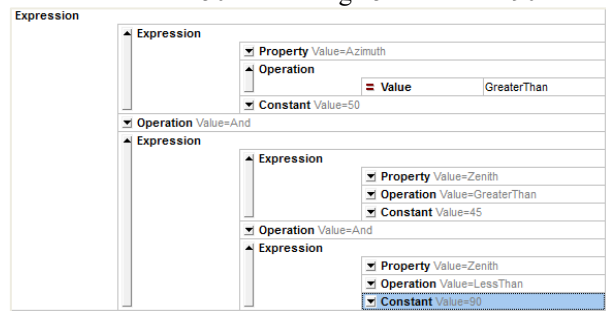 Expression
Expression
Property Value=Azimuth
Operation
= Value GreaterThan
Constant Value=50
Operation Value=And
Expression
Expression
Property Value=Zenith
Operation Value=GreaterThan
Constant Value=45
Operation Value=And
Expression
Property Value=Zenith
Operation Value=LessThan
Constant Value=90